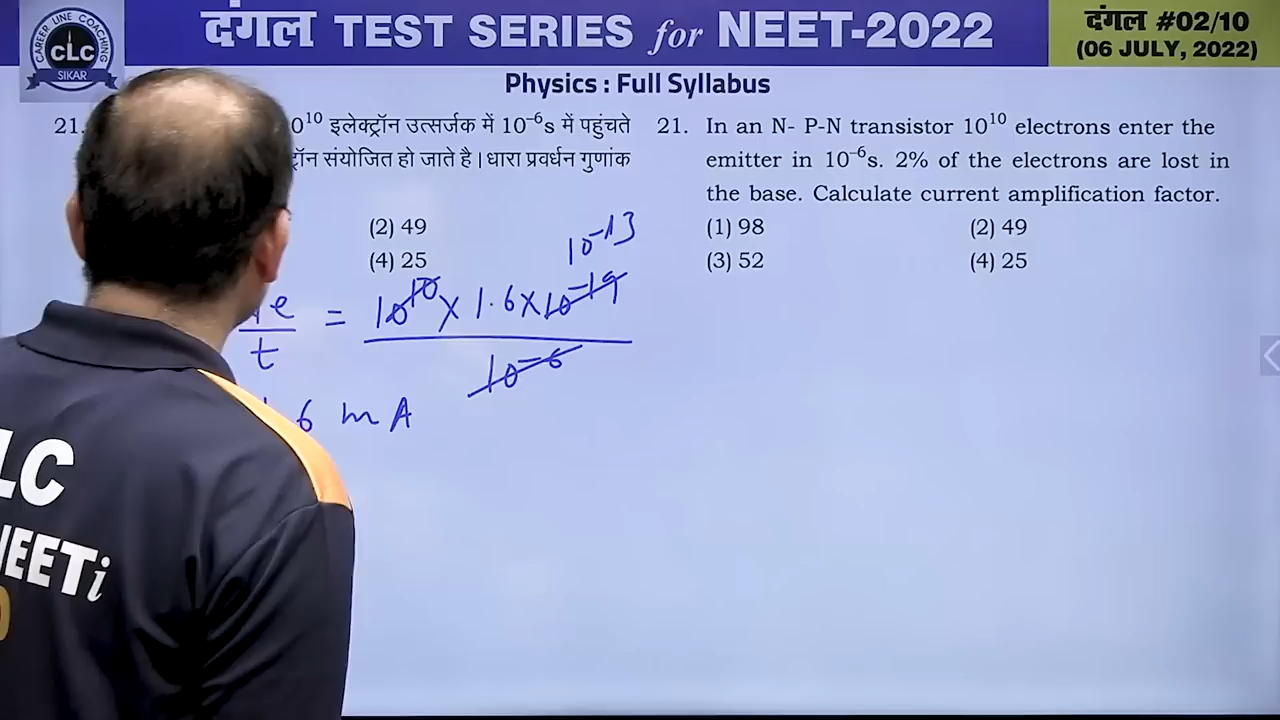 दंगल TEST SERIES for NEET-2022
दंगल #02/10
(06 JULY, 2022)
CAREER LINE COACHING
CLC
SIKAR
Physics : Full Syllabus
21.
0¹⁰ इलेक्ट्रॉन उत्सर्जक में 10⁻⁶s में पहुंचते
ट्रॉन संयोजित हो जाते है। धारा प्रवर्धन गुणांक
(2) 49
(4) 25
21. In an N- P-N transistor 10¹⁰ electrons enter the
emitter in 10⁻⁶s. 2% of the electrons are lost in
the base. Calculate current amplification factor.
(1) 98 (2) 49
(3) 52 (4) 25
10⁻¹³
e = 10¹⁰ × 1.6 × 10⁻¹⁹
t 10⁻⁶
6 mA
LC
NEETi